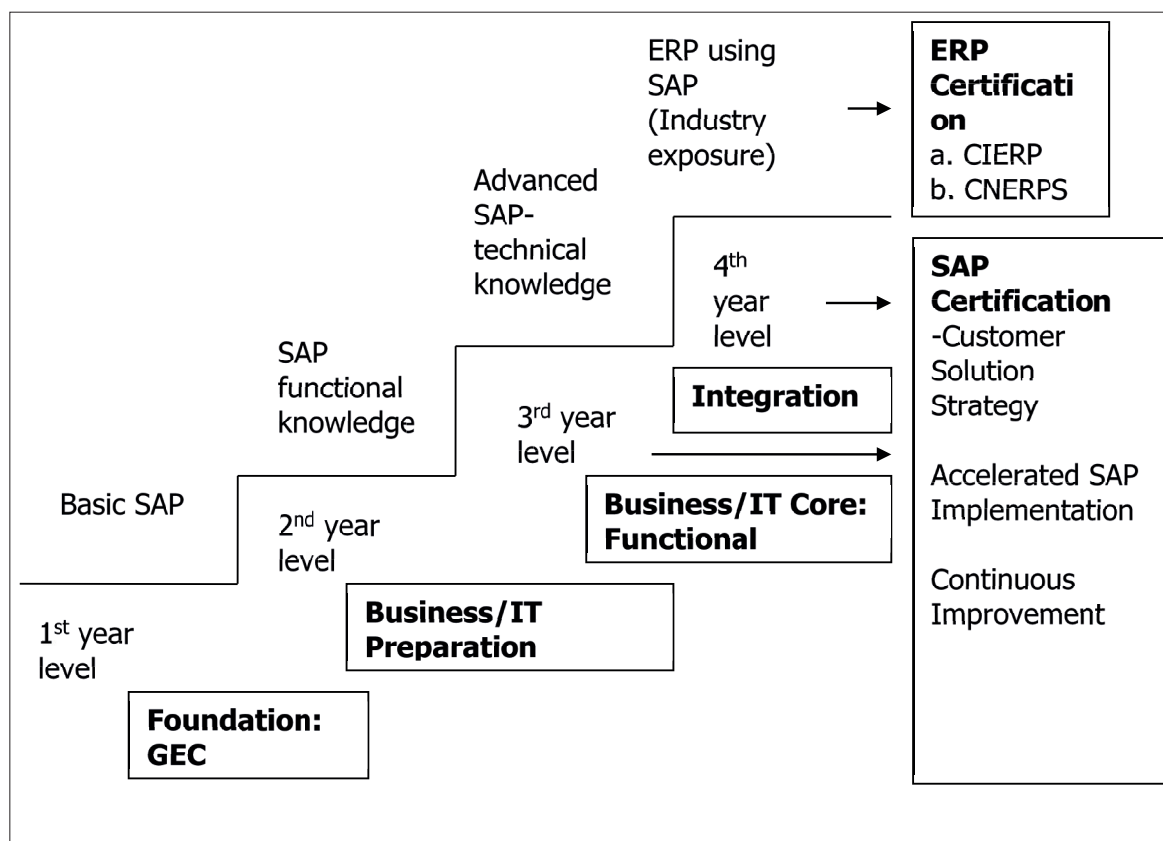 ERP using
SAP
(Industry
exposure)
ERP
Certificati
on
a. CIERP
b. CNERPS
Advanced
SAP-
technical
knowledge
4th
year
level
SAP
Certification
-Customer
Solution
Strategy
Accelerated SAP
Implementation
Continuous
Improvement
SAP
functional
knowledge
Integration
3rd year
level
Basic SAP
Business/IT Core:
Functional
2nd year
level
Business/IT
Preparation
1st year
level
Foundation:
GEC